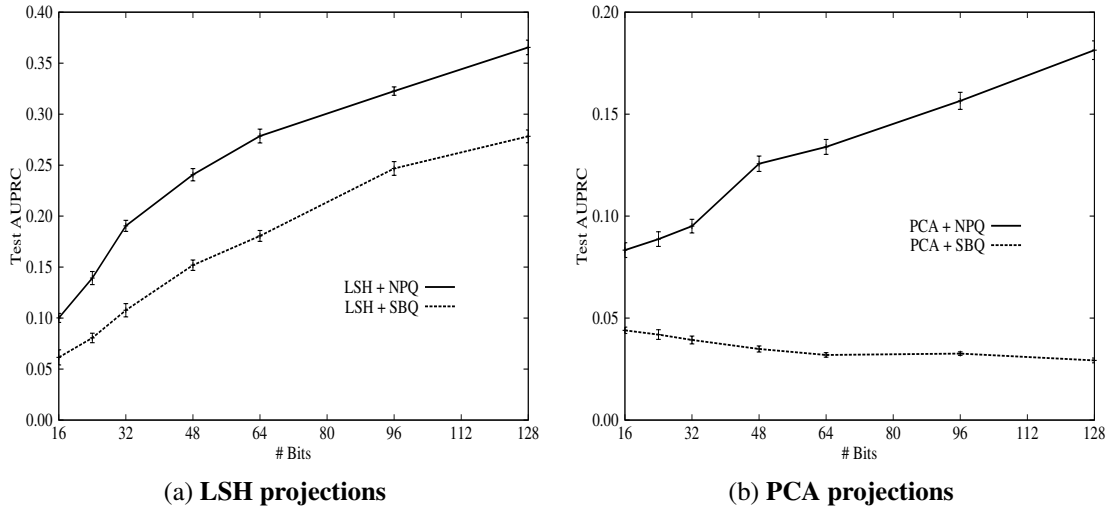 0.40
0.35
0.30
0.25
0.20
0.15
0.10
0.05
0.00
Test AUPRC
16 32 48 64 80 96 112 128
# Bits
LSH + NPQ
LSH + SBQ
(a) LSH projections
0.20
0.15
0.10
0.05
0.00
Test AUPRC
16 32 48 64 80 96 112 128
# Bits
PCA + NPQ
PCA + SBQ
(b) PCA projections